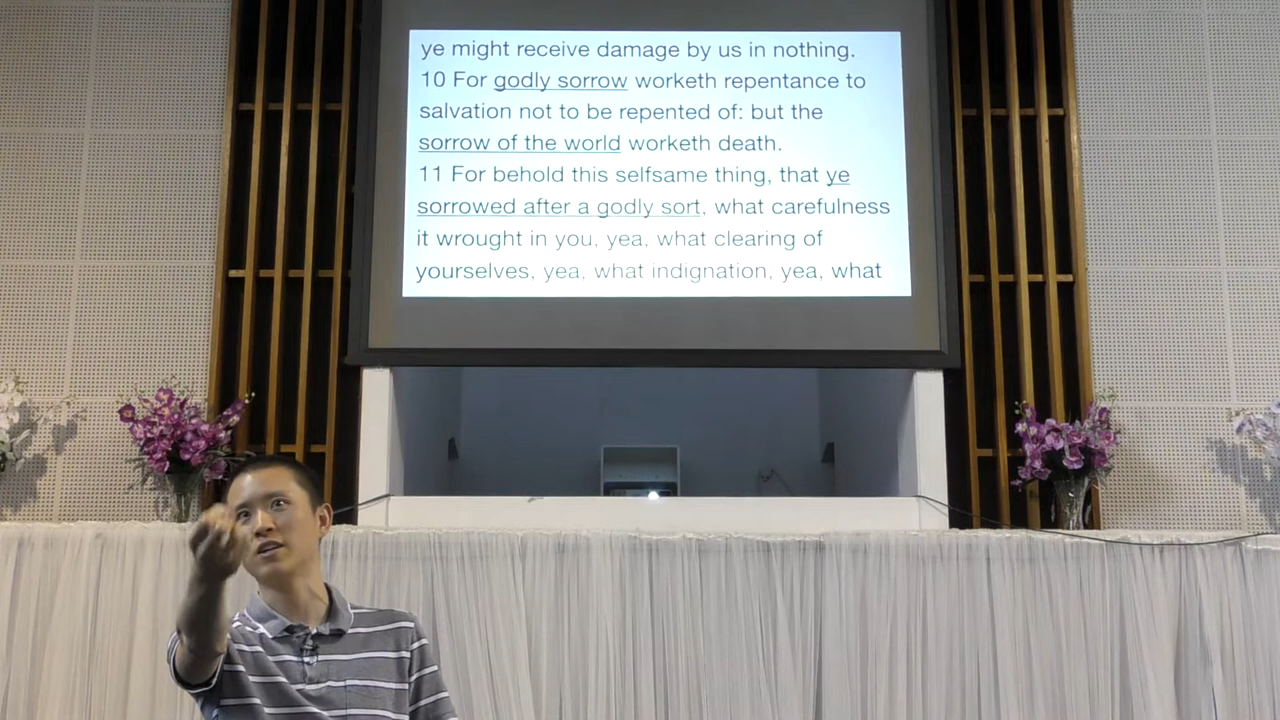 ye might receive damage by us in nothing.
10 For godly sorrow worketh repentance to
salvation not to be repented of: but the
sorrow of the world worketh death.
11 For behold this selfsame thing, that ye
sorrowed after a godly sort, what carefulness
it wrought in you, yea, what clearing of
yourselves, yea, what indignation, yea, what